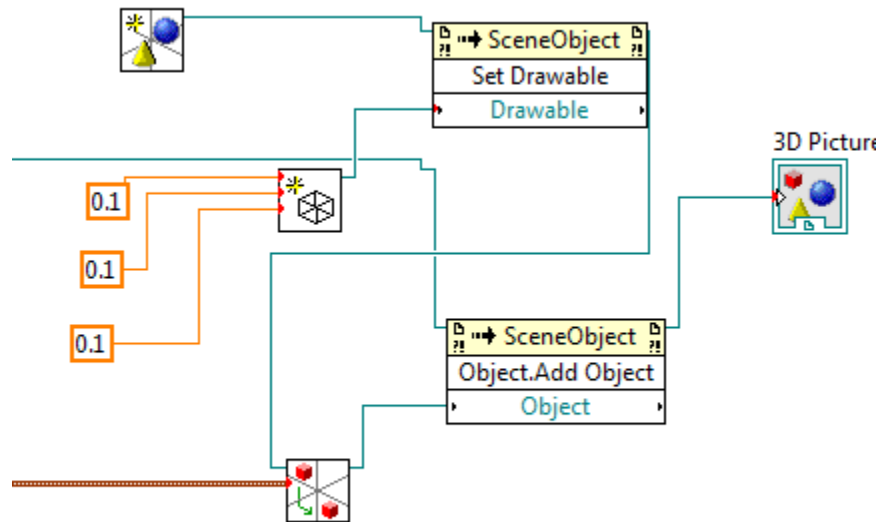 SceneObject
Set Drawable
Drawable
3D Picture
0.1
0.1
0.1
SceneObject
Object.Add Object
Object